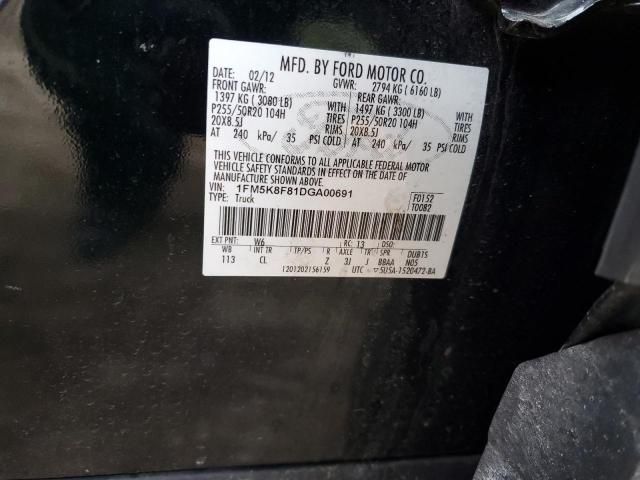 MFD. BY FORD MOTOR CO.
DATE: 02/12 GVWR: 2794 KG ( 6160 LB)
FRONT GAWR: REAR GAWR:
1397 KG ( 3080 LB) WITH 1497 KG ( 3300 LB) WITH
P255/50R20 104H TIRES P255/50R20 104H TIRES
20X8.5J RIMS 20X8.5J RIMS
AT 240 kPa/ 35 PSI COLD AT 240 kPa/ 35 PSI COLD
THIS VEHICLE CONFORMS TO ALL APPLICABLE FEDERAL MOTOR
VEHICLE SAFETY STANDARDS IN EFFECT ON THE DATE OF
MANUFACTURE SHOWN ABOVE.
VIN: 1FM5K8F81DGA00691 F0152
TYPE: Truck T0082
EXT PNT: W6 RC: 13 DSO:
WB INT TR TP/PS R AXLE TR SPR DUB1S
113 CL Z 3J J BBAA N05
1201202156159 UTC ▽5U5A-1520472-BA